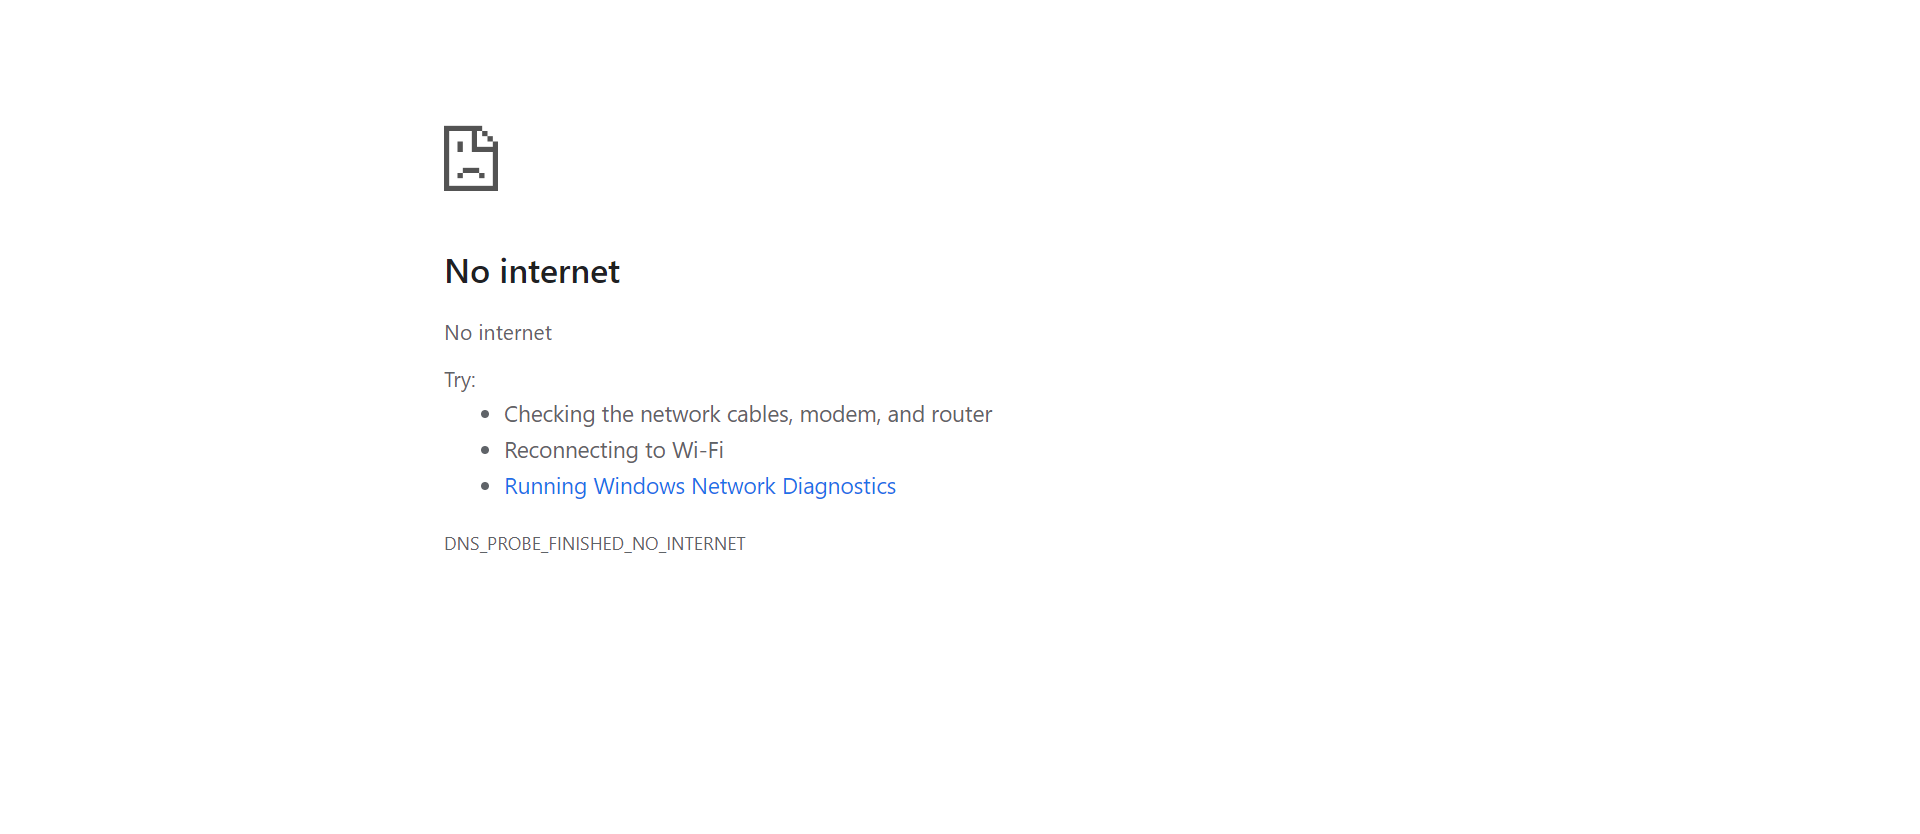 No internet
No internet
Try:
Checking the network cables, modem, and router
Reconnecting to Wi-Fi
Running Windows Network Diagnostics
DNS_PROBE_FINISHED_NO_INTERNET